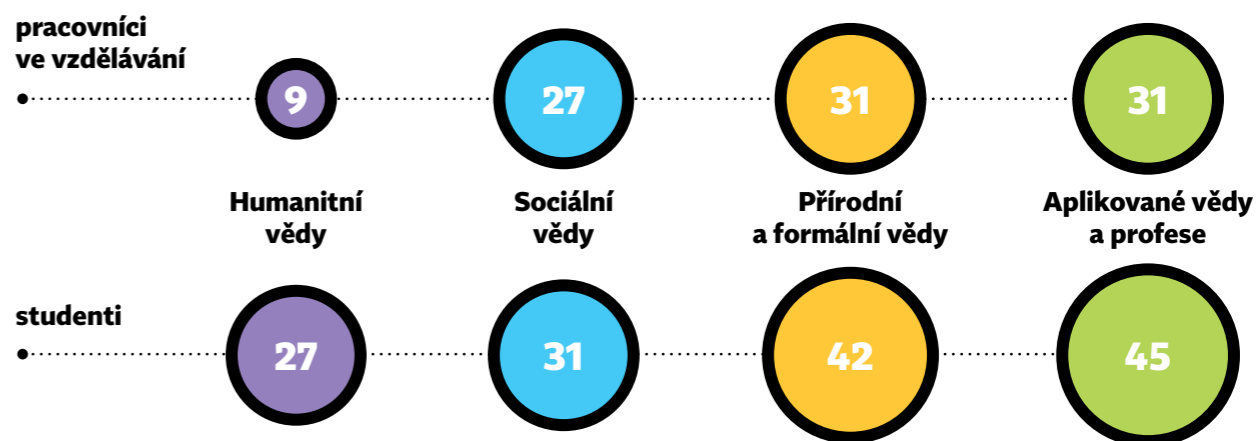 pracovníci
ve vzdělávání
9
27
31
31
Humanitní
vědy
Sociální
vědy
Přírodní
a formální vědy
Aplikované vědy
a profese
studenti
27
31
42
45